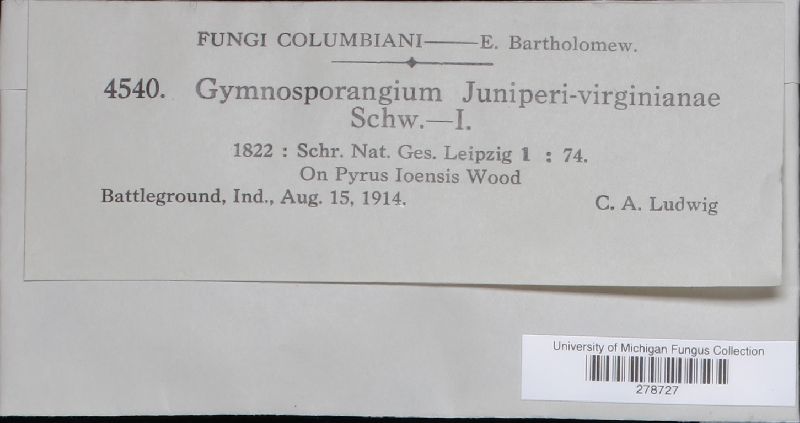 FUNGI COLUMBIANI——E. Bartholomew.
4540. Gymnosporangium Juniperi-virginianae
Schw.—I.
1822 : Schr. Nat. Ges. Leipzig 1 : 74.
On Pyrus Ioensis Wood
Battleground, Ind., Aug. 15, 1914. C. A. Ludwig
University of Michigan Fungus Collection
278727